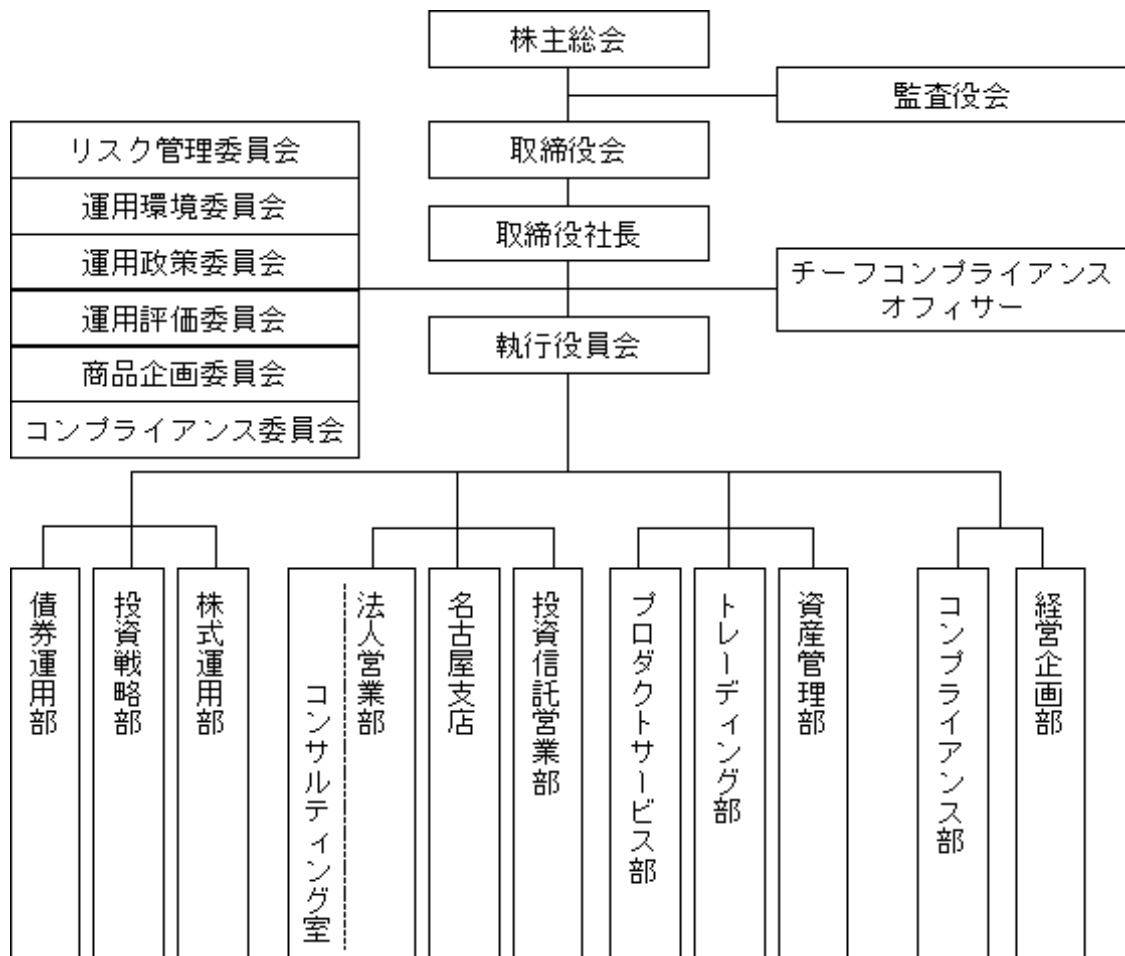 株主総会
監査役会
リスク管理委員会
取締役会
運用環境委員会
取締役社長
運用政策委員会
チーフコンプライアンス
オフィサー
運用評価委員会
執行役員会
商品企画委員会
コンプライアンス委員会
債券運用部
投資戦略部
株式運用部
法人営業部
コンサルティング室
名古屋支店
投資信託営業部
プロダクトサービス部
トレーディング部
資産管理部
コンプライアンス部
経営企画部